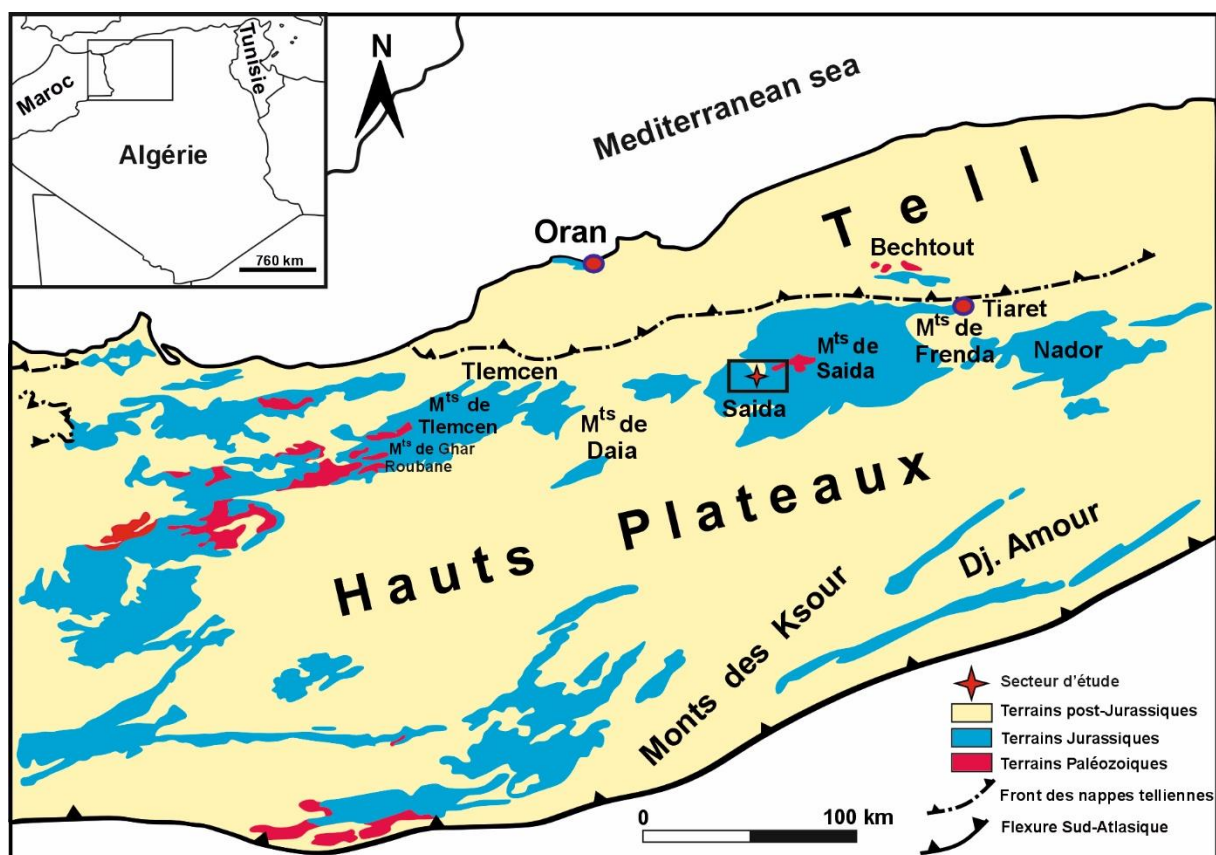 Maroc
Tunisie
Algérie
760 km
N
Mediterranean sea
Tell
Oran
Bechtout
Tiaret
Mts de
Frenda
Nador
Mts de
Saida
Saida
Tlemcen
Mts de
Tlemcen
Mts de Ghar
Roubane
Mts de
Daia
Hauts Plateaux
Dj. Amour
Monts des Ksour
Secteur d'étude
Terrains post-Jurassiques
Terrains Jurassiques
Terrains Paléozoiques
Front des nappes telliennes
Flexure Sud-Atlasique
0 100 km